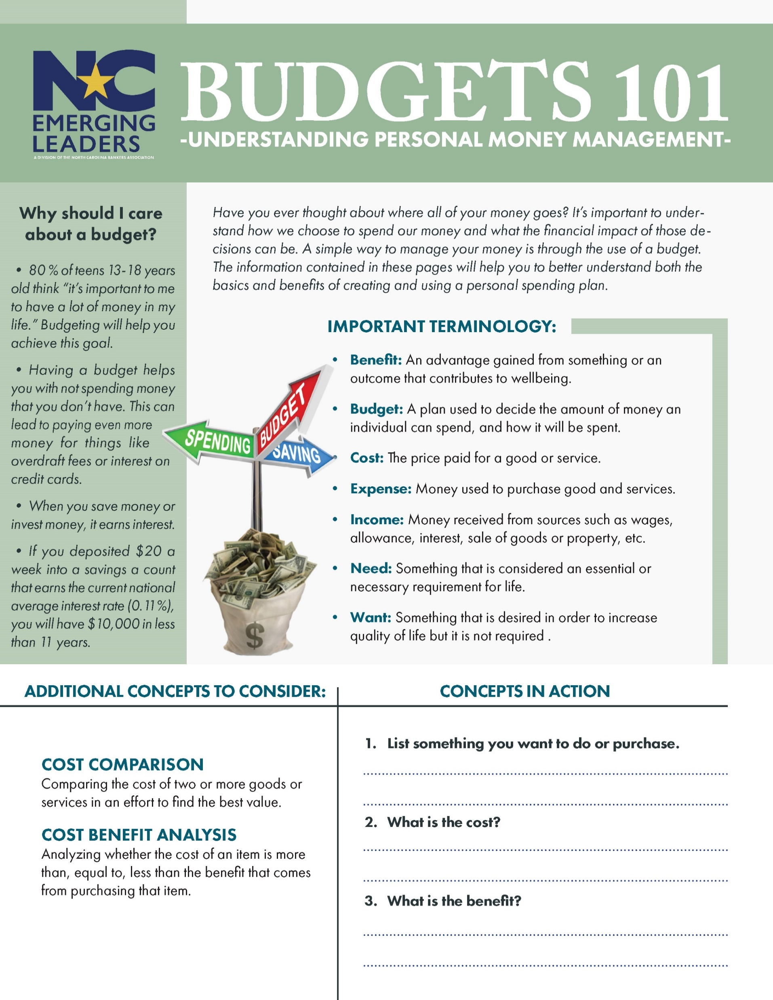 NC
EMERGING
LEADERS
A DIVISION OF THE NORTH CAROLINA BANKERS ASSOCIATION
BUDGETS 101
-UNDERSTANDING PERSONAL MONEY MANAGEMENT-
Why should I care
about a budget?
• 80 % of teens 13-18 years
old think “it’s important to me
to have a lot of money in my
life.” Budgeting will help you
achieve this goal.
• Having a budget helps
you with not spending money
that you don’t have. This can
lead to paying even more
money for things like
overdraft fees or interest on
credit cards.
• When you save money or
invest money, it earns interest.
• If you deposited $20 a
week into a savings a count
that earns the current national
average interest rate (0.11%),
you will have $10,000 in less
than 11 years.
Have you ever thought about where all of your money goes? It’s important to under-
stand how we choose to spend our money and what the financial impact of those de-
cisions can be. A simple way to manage your money is through the use of a budget.
The information contained in these pages will help you to better understand both the
basics and benefits of creating and using a personal spending plan.
SPENDING
BUDGET
SAVING
$
IMPORTANT TERMINOLOGY:
• Benefit: An advantage gained from something or an
outcome that contributes to wellbeing.
• Budget: A plan used to decide the amount of money an
individual can spend, and how it will be spent.
• Cost: The price paid for a good or service.
• Expense: Money used to purchase good and services.
• Income: Money received from sources such as wages,
allowance, interest, sale of goods or property, etc.
• Need: Something that is considered an essential or
necessary requirement for life.
• Want: Something that is desired in order to increase
quality of life but it is not required .
ADDITIONAL CONCEPTS TO CONSIDER:
COST COMPARISON
Comparing the cost of two or more goods or
services in an effort to find the best value.
COST BENEFIT ANALYSIS
Analyzing whether the cost of an item is more
than, equal to, less than the benefit that comes
from purchasing that item.
CONCEPTS IN ACTION
1. List something you want to do or purchase.
2. What is the cost?
3. What is the benefit?